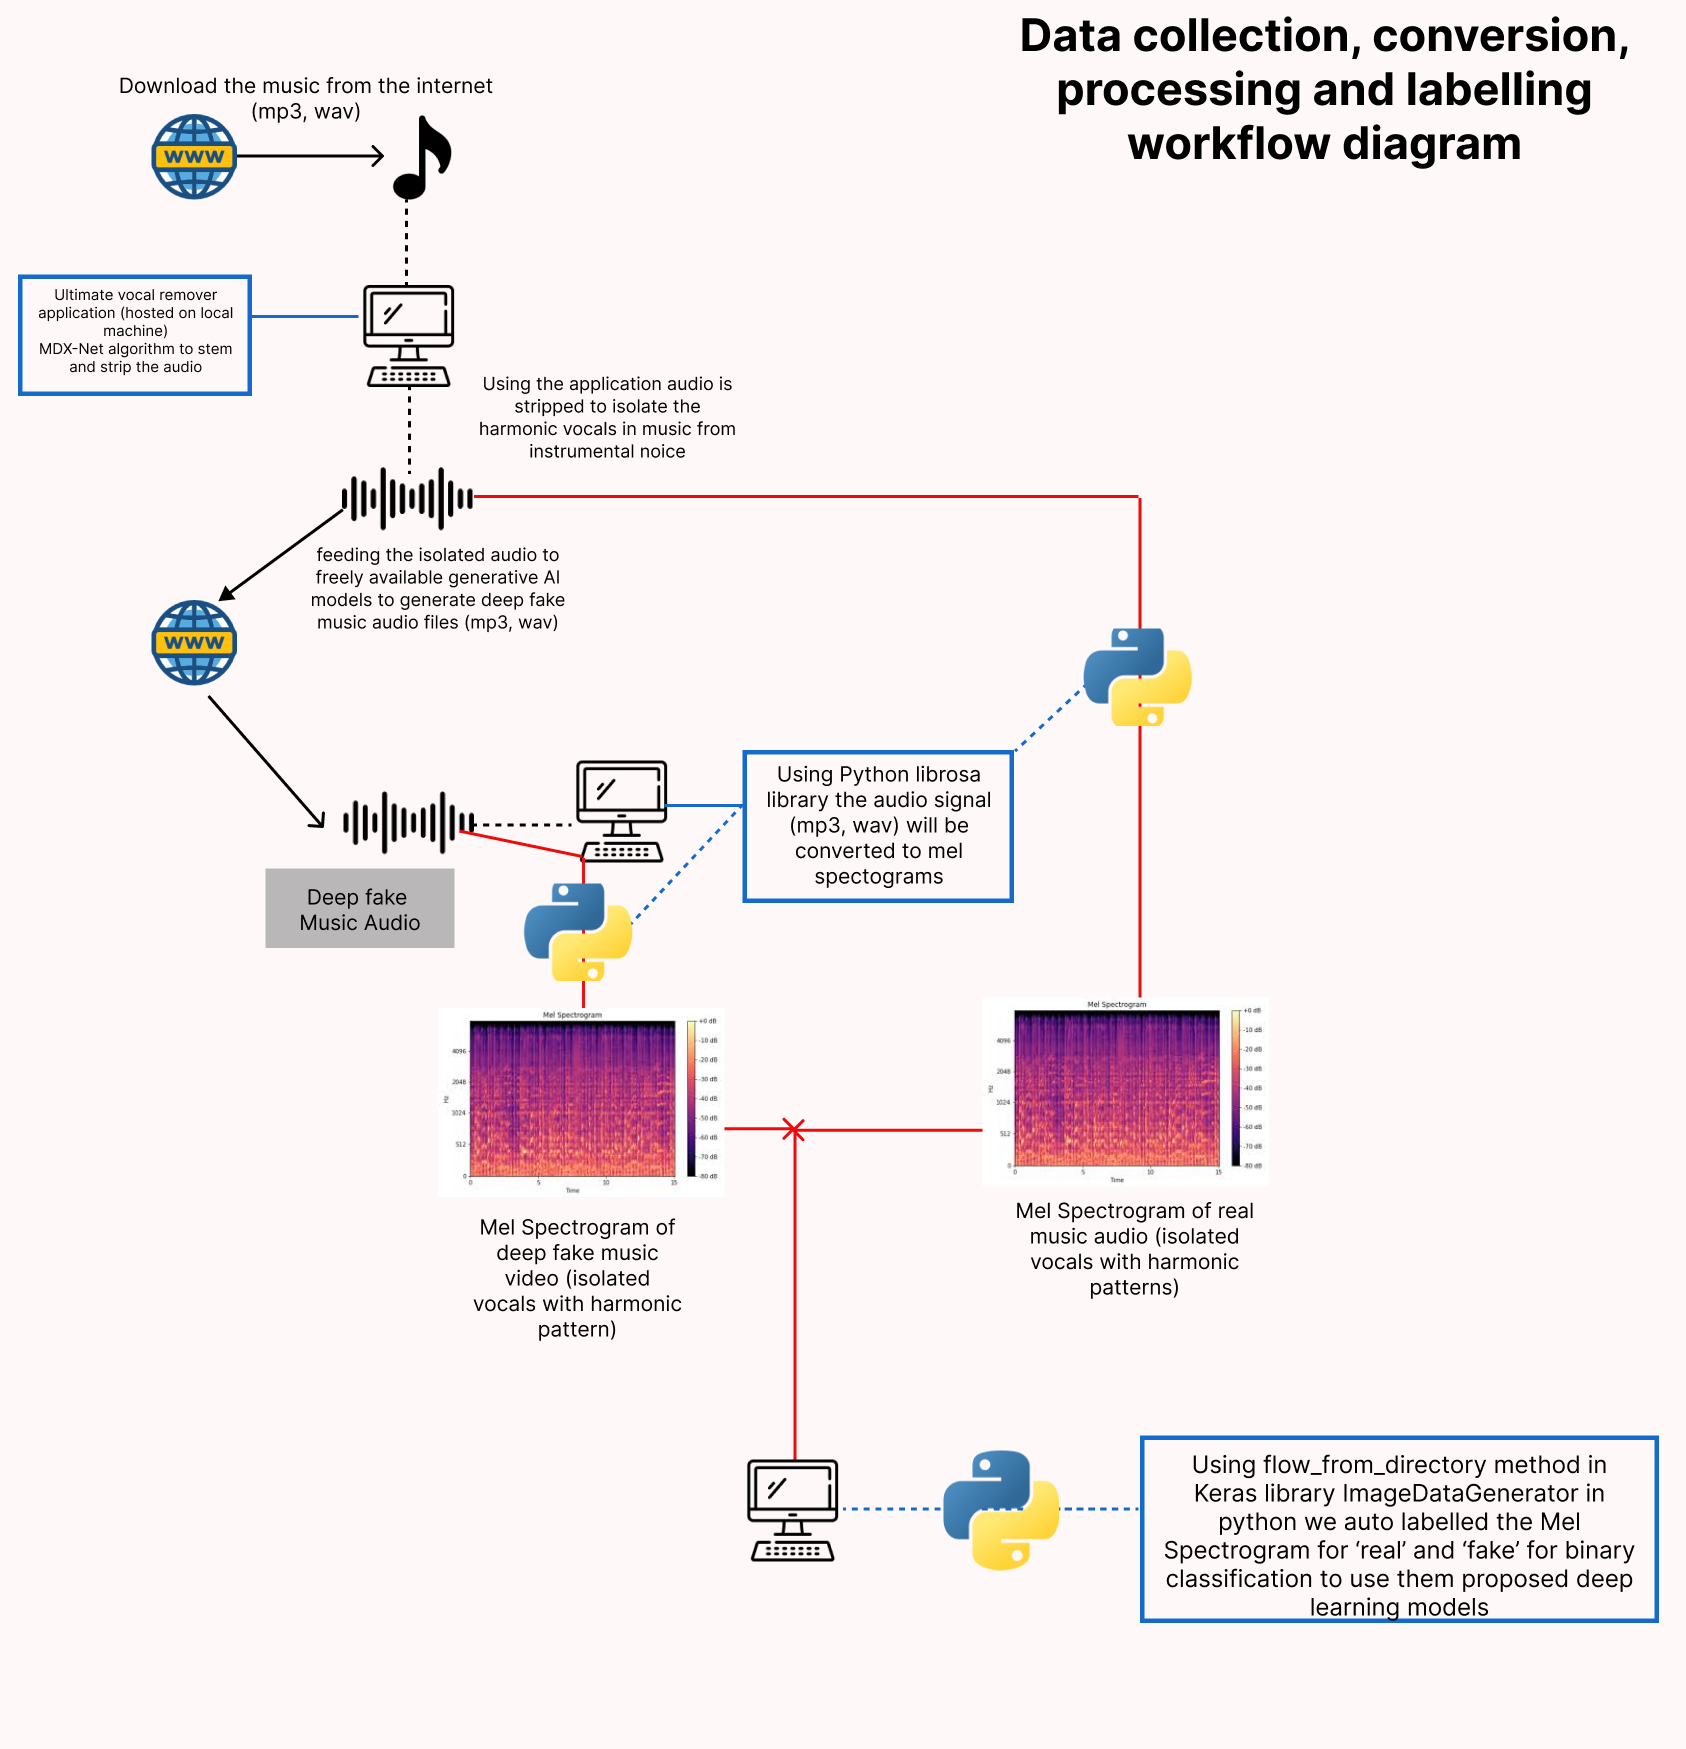 Data collection, conversion,
processing and labelling
workflow diagram
Download the music from the internet
(mp3, wav)
WWW
Ultimate vocal remover
application (hosted on local
machine)
MDX-Net algorithm to stem
and strip the audio
Using the application audio is
stripped to isolate the
harmonic vocals in music from
instrumental noice
feeding the isolated audio to
freely available generative AI
models to generate deep fake
music audio files (mp3, wav)
WWW
Deep fake
Music Audio
Using Python librosa
library the audio signal
(mp3, wav) will be
converted to mel
spectograms
Mel Spectrogram
4096
2048
1024
512
0
Hz
0 5 10 15
Time
+0 dB
-10 dB
-20 dB
-30 dB
-40 dB
-50 dB
-60 dB
-70 dB
-80 dB
Mel Spectrogram of
deep fake music
video (isolated
vocals with harmonic
pattern)
Mel Spectrogram
4096
2048
1024
512
0
Hz
0 5 10 15
Time
+0 dB
-10 dB
-20 dB
-30 dB
-40 dB
-50 dB
-60 dB
-70 dB
-80 dB
Mel Spectrogram of real
music audio (isolated
vocals with harmonic
patterns)
Using flow_from_directory method in
Keras library ImageDataGenerator in
python we auto labelled the Mel
Spectrogram for ‘real’ and ‘fake’ for binary
classification to use them proposed deep
learning models